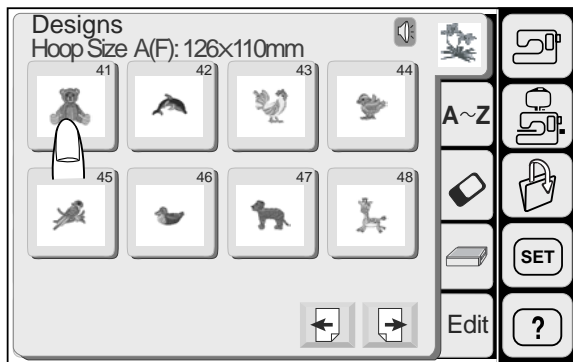 Designs
Hoop Size A(F): 126×110mm
41 42 43 44
A~Z
45 46 47 48
SET
Edit
?